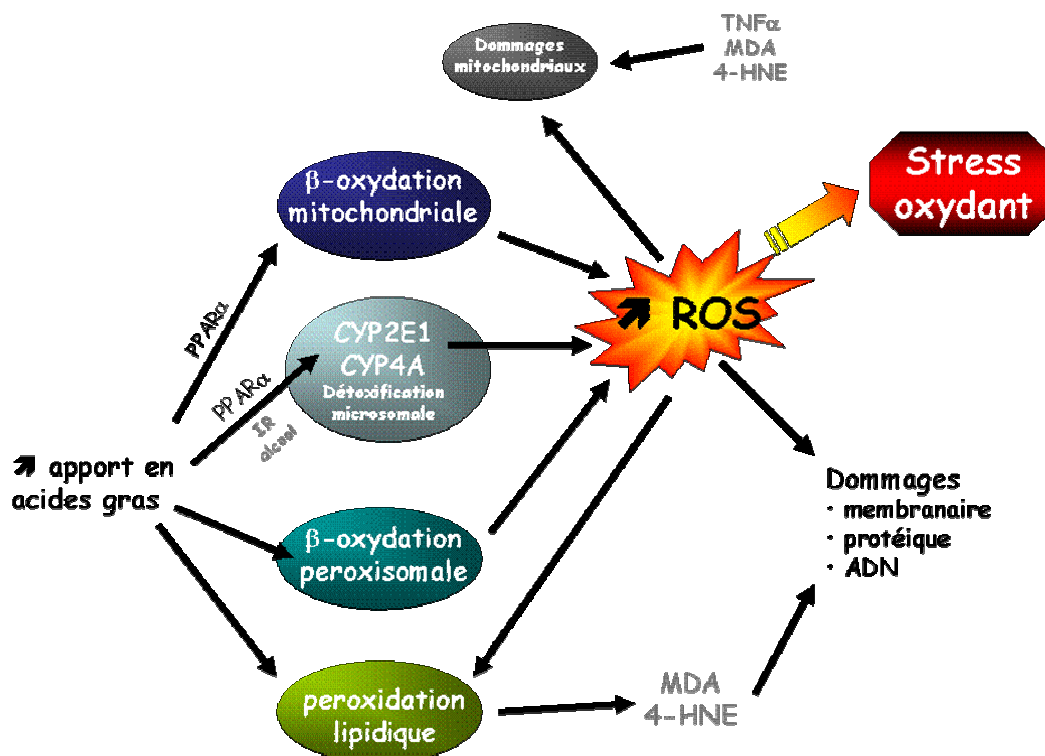 TNFα
MDA
4-HNE
Dommages
mitochondriaux
Stress
oxydant
β-oxydation
mitochondriale
PPARα
↗ ROS
CYP2E1
CYP4A
Détoxification
microsomale
PPARα
IR
alcool
↗ apport en
acides gras
Dommages
· membranaire
· protéique
· ADN
β-oxydation
peroxisomale
peroxidation
lipidique
MDA
4-HNE